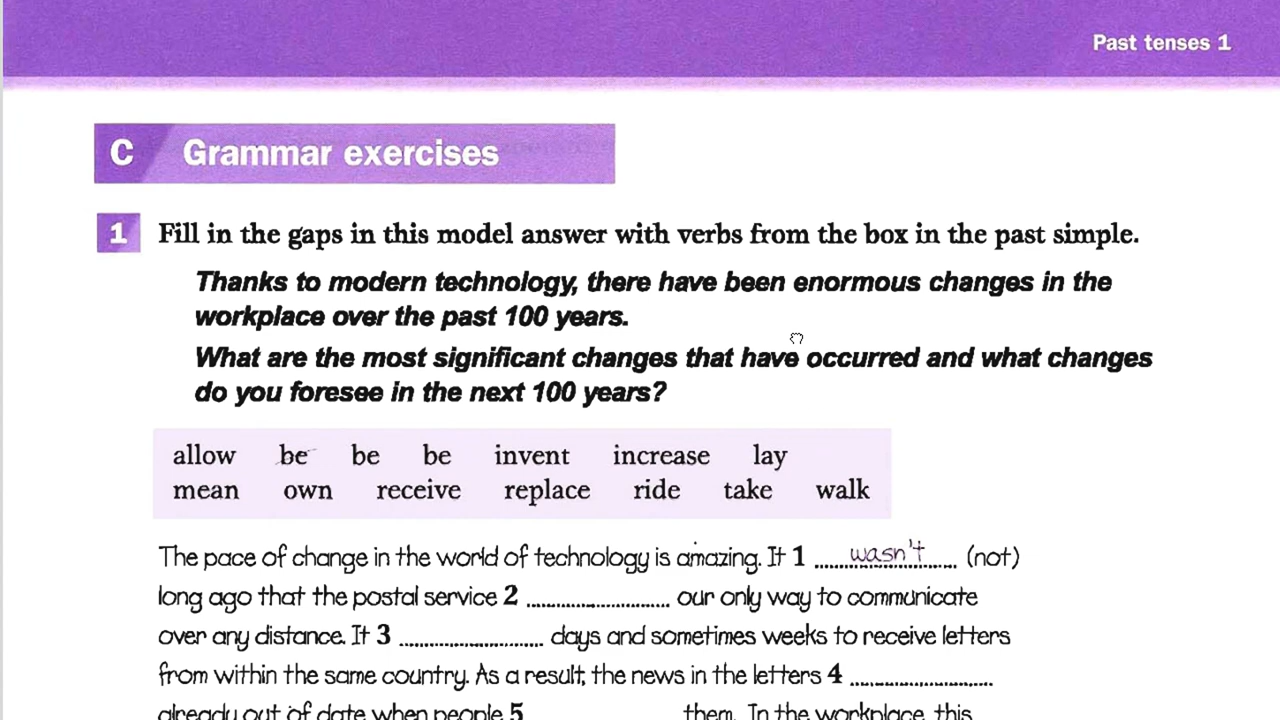 Past tenses 1
C Grammar exercises
1 Fill in the gaps in this model answer with verbs from the box in the past simple.
Thanks to modern technology, there have been enormous changes in the
workplace over the past 100 years.
What are the most significant changes that have occurred and what changes
do you foresee in the next 100 years?
allow be be be invent increase lay
mean own receive replace ride take walk
The pace of change in the world of technology is amazing. It 1 wasn't (not)
long ago that the postal service 2 ........................ our only way to communicate
over any distance. It 3 ........................ days and sometimes weeks to receive letters
from within the same country. As a result, the news in the letters 4 ........................
already out of date when people 5 them. In the workplace, this